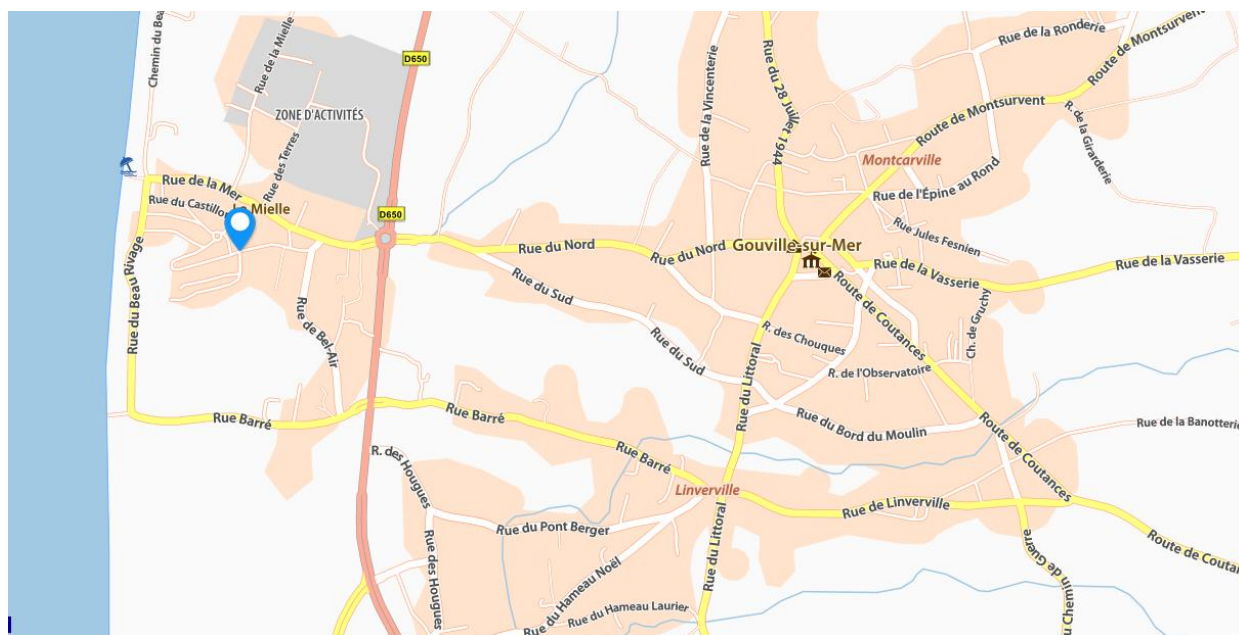 Chemin du Beau
Rue de la Mielle
D650
ZONE D'ACTIVITÉS
Rue des Terres
Rue de la Vincenterie
Rue du 28 Juillet 1944
Rue de la Ronderie
Route de Montsurvent
Route de Montsurvent
R. de la Girarderie
Montcarville
Rue de l'Épine au Rond
Rue de la Mer
Rue du Castillon
Mielle
D650
Rue Jules Fesnien
Rue du Nord
Rue du Nord
Gouville-sur-Mer
Rue de la Vasserie
Rue de la Vasserie
Rue du Beau Rivage
Rue du Sud
Rue de Bel-Air
Route de Coutances
Ch. de Gruchy
R. des Chouques
Rue du Sud
R. de l'Observatoire
Rue du Littoral
Rue Barré
Rue Barré
Rue du Bord du Moulin
Route de Coutances
Rue de la Banotterie
R. des Hougues
Rue Barré
Linverville
Rue de Linverville
Rue du Pont Berger
Rue du Littoral
Rue des Hougues
Rue du Hameau Noël
Rue du Hameau Laurier
u Chemin de Guerre
Route de Coutan